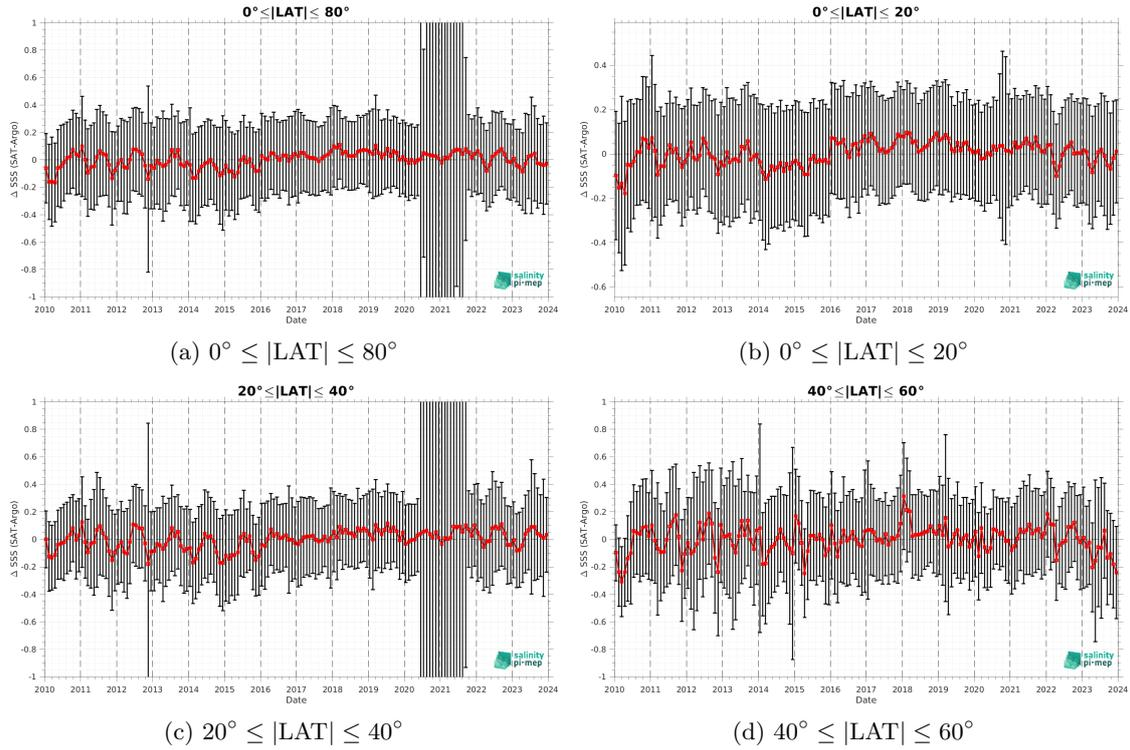 0°≤|LAT|≤ 80°
Δ SSS (SAT-Argo)
1
0.8
0.6
0.4
0.2
0
-0.2
-0.4
-0.6
-0.8
-1
2010 2011 2012 2013 2014 2015 2016 2017 2018 2019 2020 2021 2022 2023 2024
Date
salinity
pi-mep
(a) 0° ≤ |LAT| ≤ 80°
0°≤|LAT|≤ 20°
Δ SSS (SAT-Argo)
0.4
0.2
0
-0.2
-0.4
-0.6
2010 2011 2012 2013 2014 2015 2016 2017 2018 2019 2020 2021 2022 2023 2024
Date
salinity
pi-mep
(b) 0° ≤ |LAT| ≤ 20°
20°≤|LAT|≤ 40°
Δ SSS (SAT-Argo)
1
0.8
0.6
0.4
0.2
0
-0.2
-0.4
-0.6
-0.8
-1
2010 2011 2012 2013 2014 2015 2016 2017 2018 2019 2020 2021 2022 2023 2024
Date
salinity
pi-mep
(c) 20° ≤ |LAT| ≤ 40°
40°≤|LAT|≤ 60°
Δ SSS (SAT-Argo)
1
0.8
0.6
0.4
0.2
0
-0.2
-0.4
-0.6
-0.8
-1
2010 2011 2012 2013 2014 2015 2016 2017 2018 2019 2020 2021 2022 2023 2024
Date
salinity
pi-mep
(d) 40° ≤ |LAT| ≤ 60°